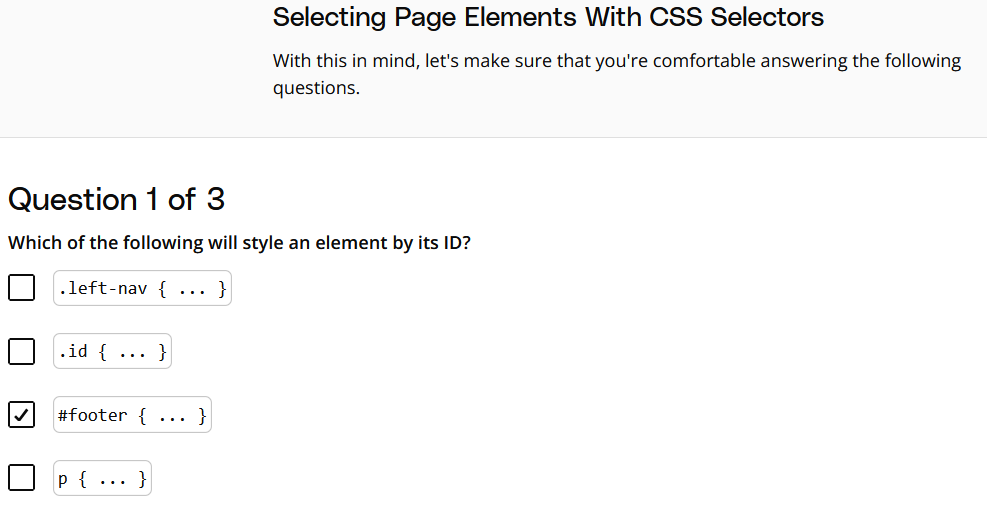 Selecting Page Elements With CSS Selectors
With this in mind, let's make sure that you're comfortable answering the following
questions.
Question 1 of 3
Which of the following will style an element by its ID?
.left-nav { ... }
.id { ... }
#footer { ... }
p { ... }